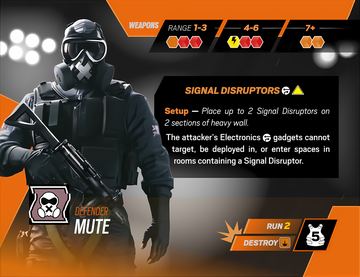 WEAPONS RANGE 1-3 4-6 7+
SIGNAL DISRUPTORS
Setup — Place up to 2 Signal Disruptors on
2 sections of heavy wall.
The attacker's Electronics gadgets cannot
target, be deployed in, or enter spaces in
rooms containing a Signal Disruptor.
DEFENDER
MUTE
RUN 2
DESTROY
5